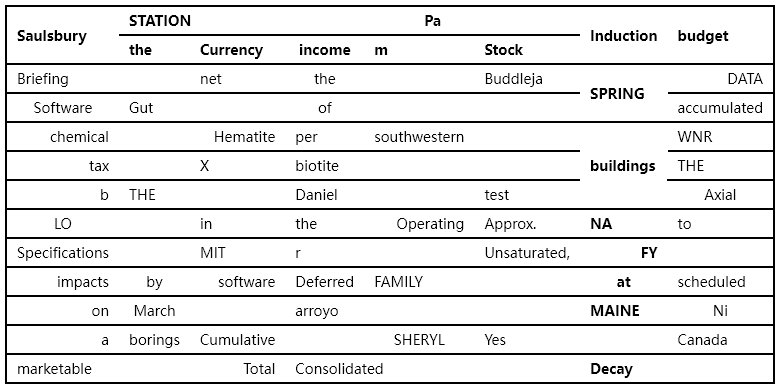 Saulsbury STATION Pa Induction budget
the Currency income m Stock
Briefing net the Buddleja SPRING DATA
Software Gut of accumulated
chemical Hematite per southwestern buildings WNR
tax X biotite THE
b THE Daniel test Axial
LO in the Operating Approx. NA to
Specifications MIT r Unsaturated, FY
impacts by software Deferred FAMILY at scheduled
on March arroyo MAINE Ni
a borings Cumulative SHERYL Yes Canada
marketable Total Consolidated Decay